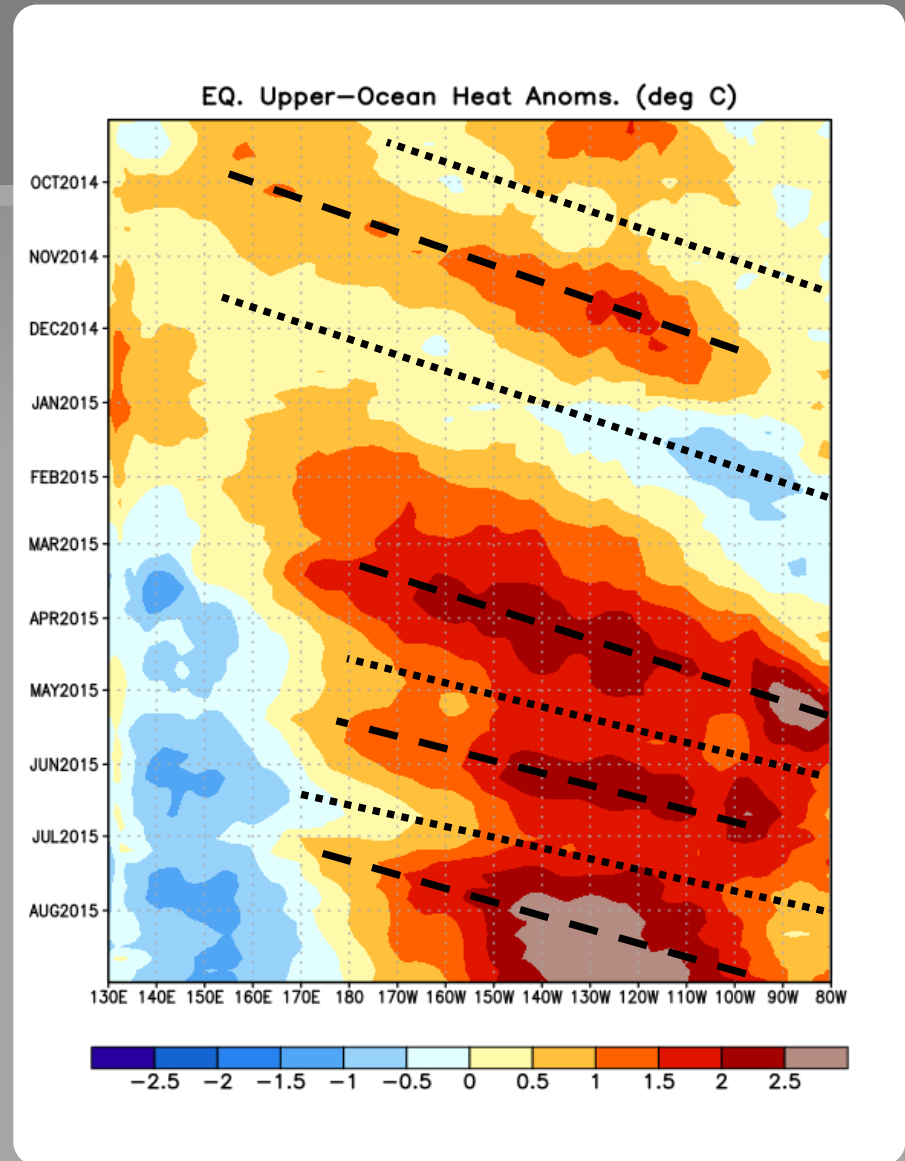 EQ. Upper-Ocean Heat Anoms. (deg C)
OCT2014
NOV2014
DEC2014
JAN2015
FEB2015
MAR2015
APR2015
MAY2015
JUN2015
JUL2015
AUG2015
130E 140E 150E 160E 170E 180 170W 160W 150W 140W 130W 120W 110W 100W 90W 80W
-2.5 -2 -1.5 -1 -0.5 0 0.5 1 1.5 2 2.5